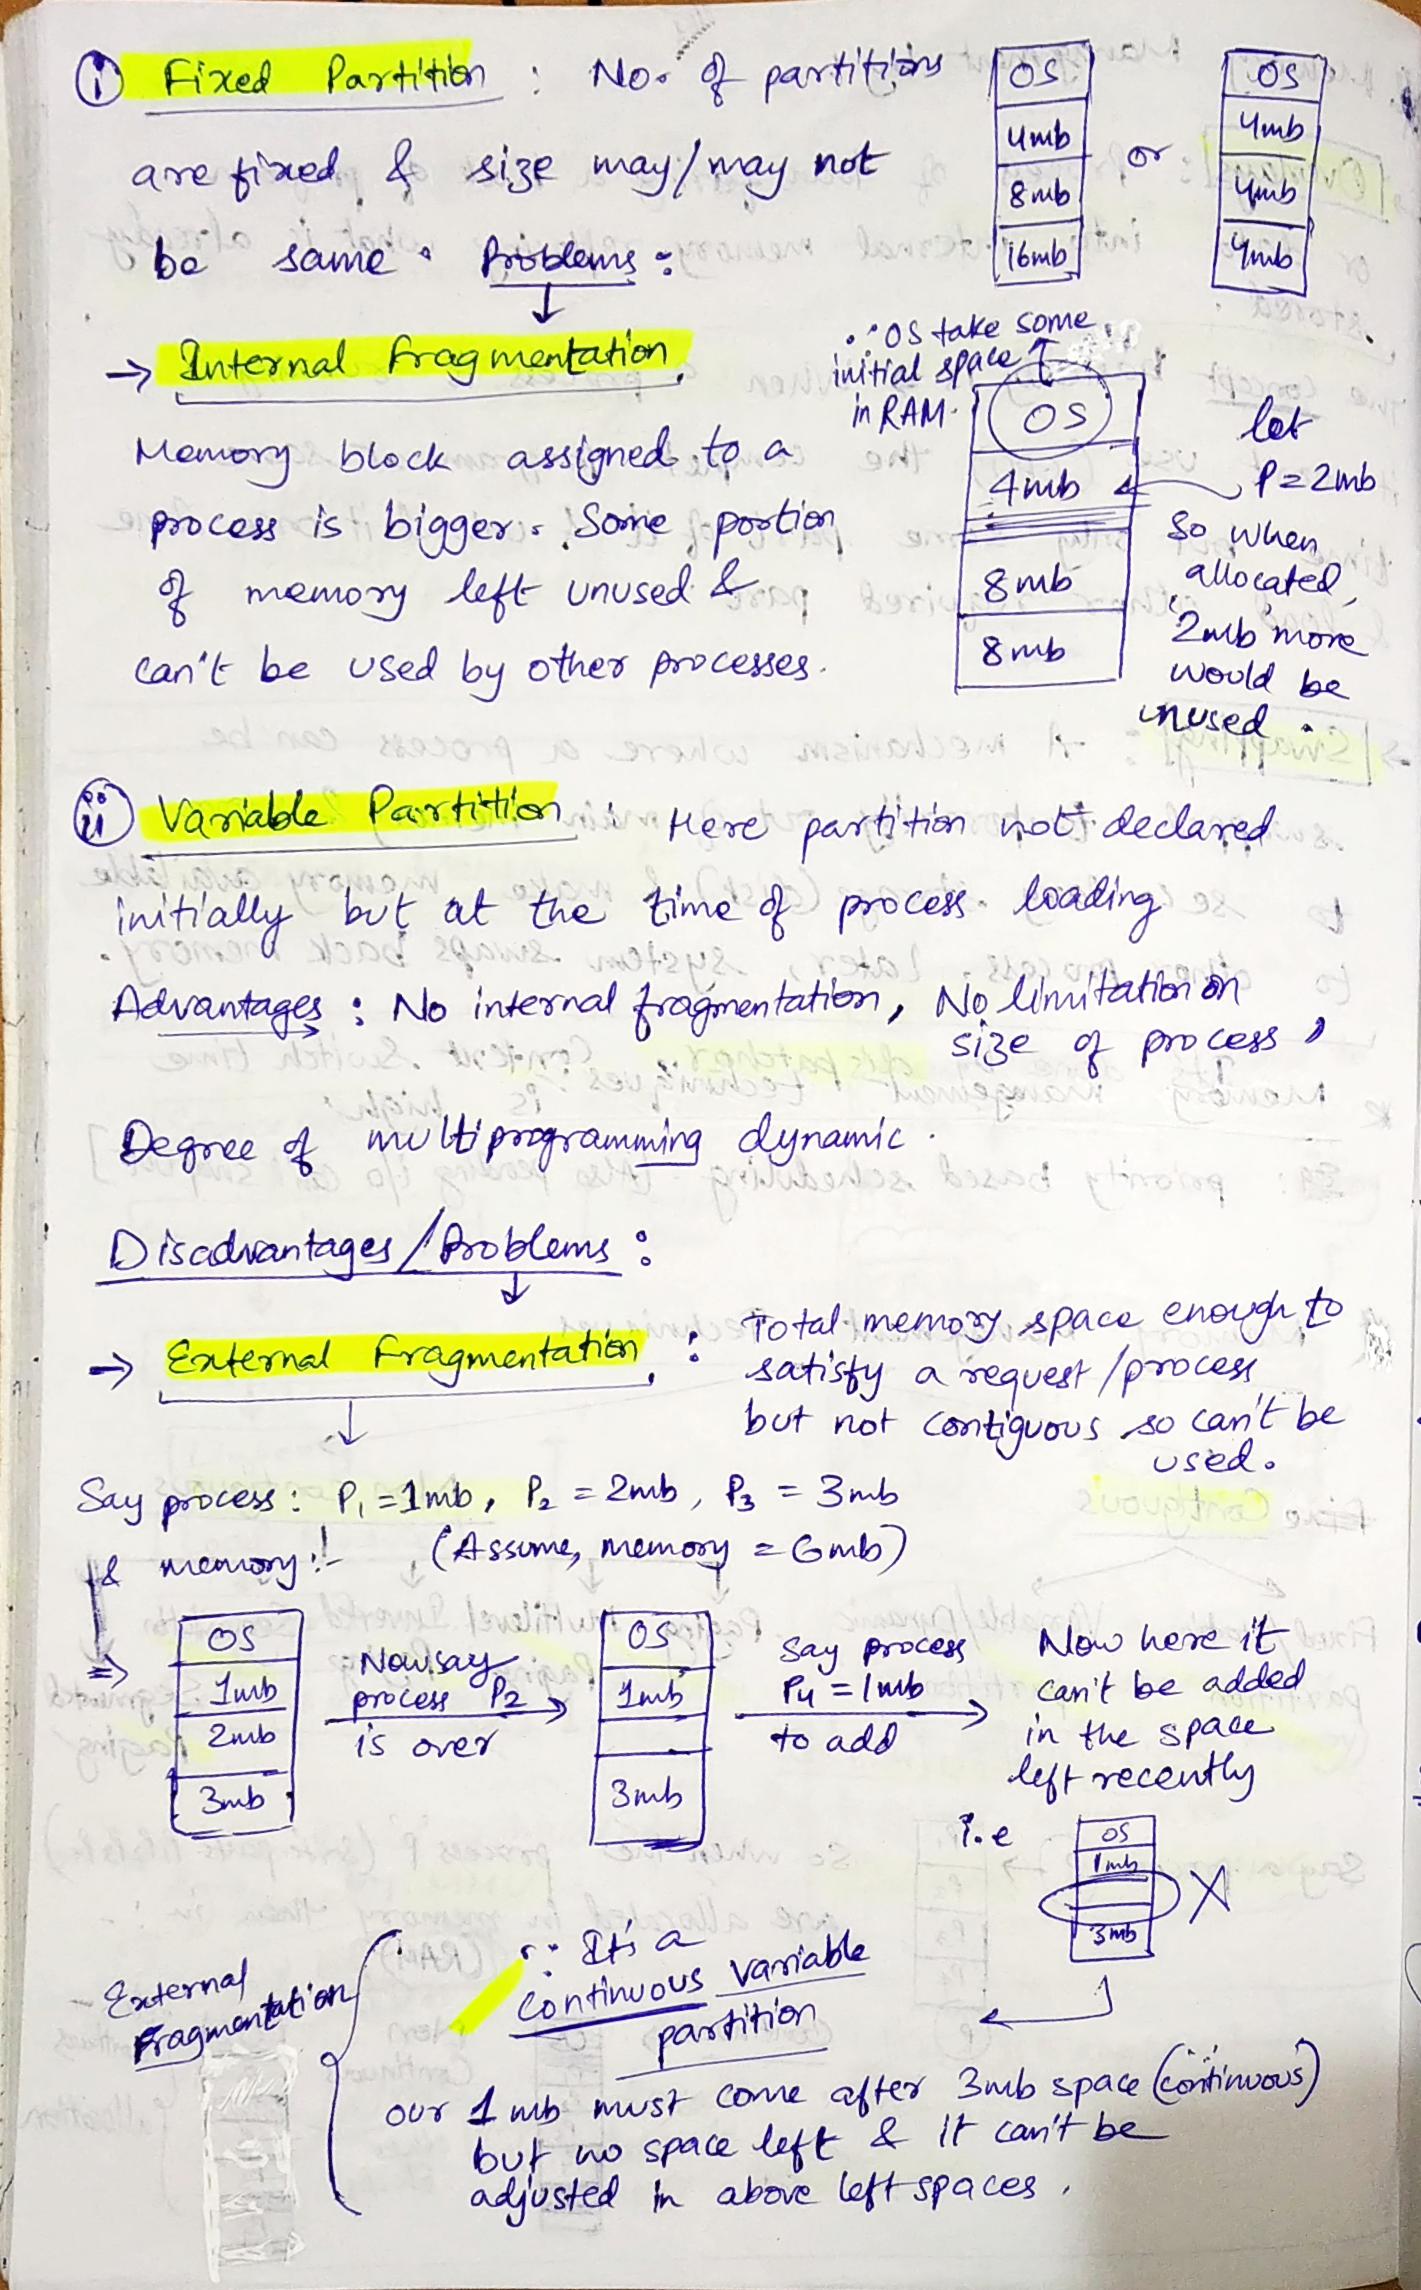 (i) Fixed Partition : No. of partitions
are fixed & size may/may not
be same. Problems :
OS
4mb
8mb
16mb
or
OS
4mb
4mb
4mb
→ Internal Fragmentation
Memory block assigned to a
process is bigger. Some portion
of memory left unused &
can't be used by other processes.
∵ OS take some
initial space
in RAM.
OS
4mb
8mb
8mb
let
P=2mb
So when
allocated,
2mb more
would be
unused.
(ii) Variable Partition : Here partition not declared
initially but at the time of process loading
Advantages : No internal fragmentation, No limitation on
size of process,
Degree of multiprogramming dynamic.
Disadvantages/Problems :
→ External Fragmentation : Total memory space enough to
satisfy a request/process
but not contiguous so can't be
used.
Say process : P₁=1mb, P₂=2mb, P₃=3mb
& memory :- (Assume, memory = 6mb)
⇒
OS
1mb
2mb
3mb
Now say
process P2 →
is over
OS
1mb
3mb
Say process
P4=1mb
to add
Now here it
can't be added
in the space
left recently
i.e
OS
1mb
3mb
X
External
Fragmentation
∵ It's a
continuous variable
partition
our 1mb must come after 3mb space (continuous)
but no space left & it can't be
adjusted in above left spaces.